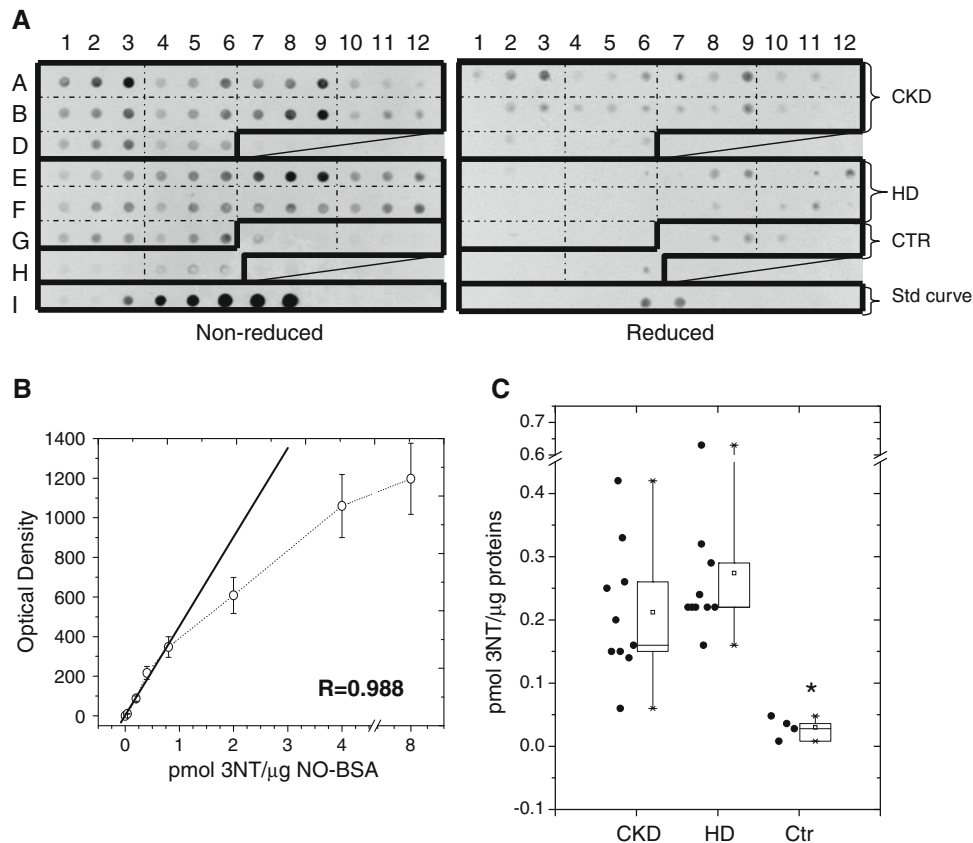 A
1 2 3 4 5 6 7 8 9 10 11 12
1 2 3 4 5 6 7 8 9 10 11 12
A
B
D
E
F
G
H
I
CKD
HD
CTR
Std curve
Non-reduced
Reduced
B
Optical Density
1400
1200
1000
800
600
400
200
0
R=0.988
0 1 2 3 4 8
pmol 3NT/μg NO-BSA
C
pmol 3NT/μg proteins
0.7
0.6
0.4
0.3
0.2
0.1
0.0
-0.1
*
CKD HD Ctr